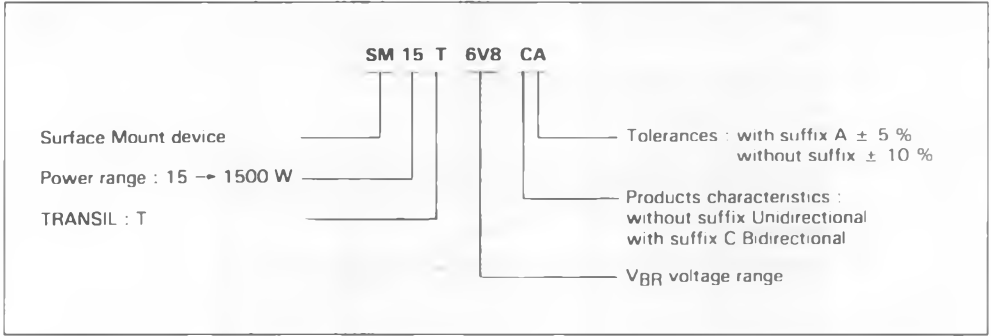 SM 15 T 6V8 CA
Surface Mount device
Power range : 15 → 1500 W
TRANSIL : T
Tolerances : with suffix A ± 5 %
without suffix ± 10 %
Products characteristics :
without suffix Unidirectional
with suffix C Bidirectional
VBR voltage range